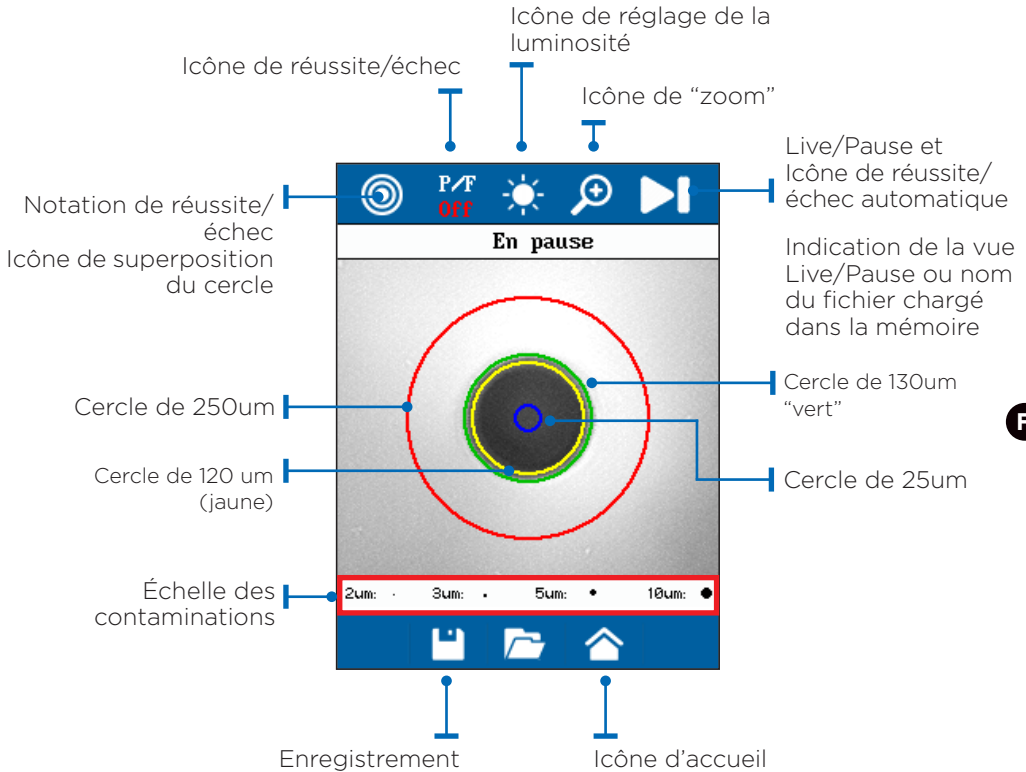 Icône de réglage de la
luminosité
Icône de réussite/échec
Icône de “zoom”
Live/Pause et
Icône de réussite/
échec automatique
Notation de réussite/
échec
Icône de superposition
du cercle
P/F
Off
En pause
Indication de la vue
Live/Pause ou nom
du fichier chargé
dans la mémoire
Cercle de 250um
Cercle de 130um
“vert”
F
Cercle de 120 um
(jaune)
Cercle de 25um
Échelle des
contaminations
2um: 3um: 5um: 10um:
Enregistrement
Icône d’accueil